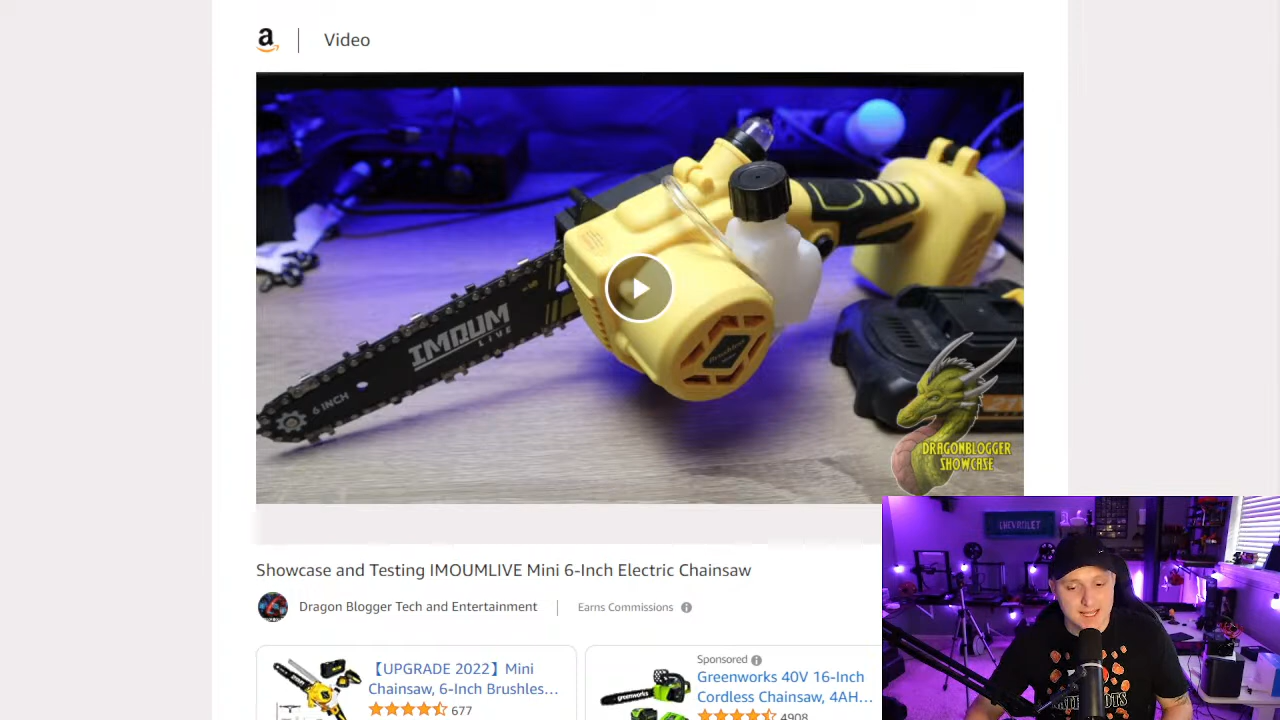 a
Video
IMOUM
LIVE
6 INCH
DRAGONBLOGGER
SHOWCASE
CHEVROLET
Showcase and Testing IMOUMLIVE Mini 6-Inch Electric Chainsaw
Dragon Blogger Tech and Entertainment
Earns Commissions
【UPGRADE 2022】Mini
Chainsaw, 6-Inch Brushles...
677
Sponsored
Greenworks 40V 16-Inch
Cordless Chainsaw, 4AH...
4908
greenworks